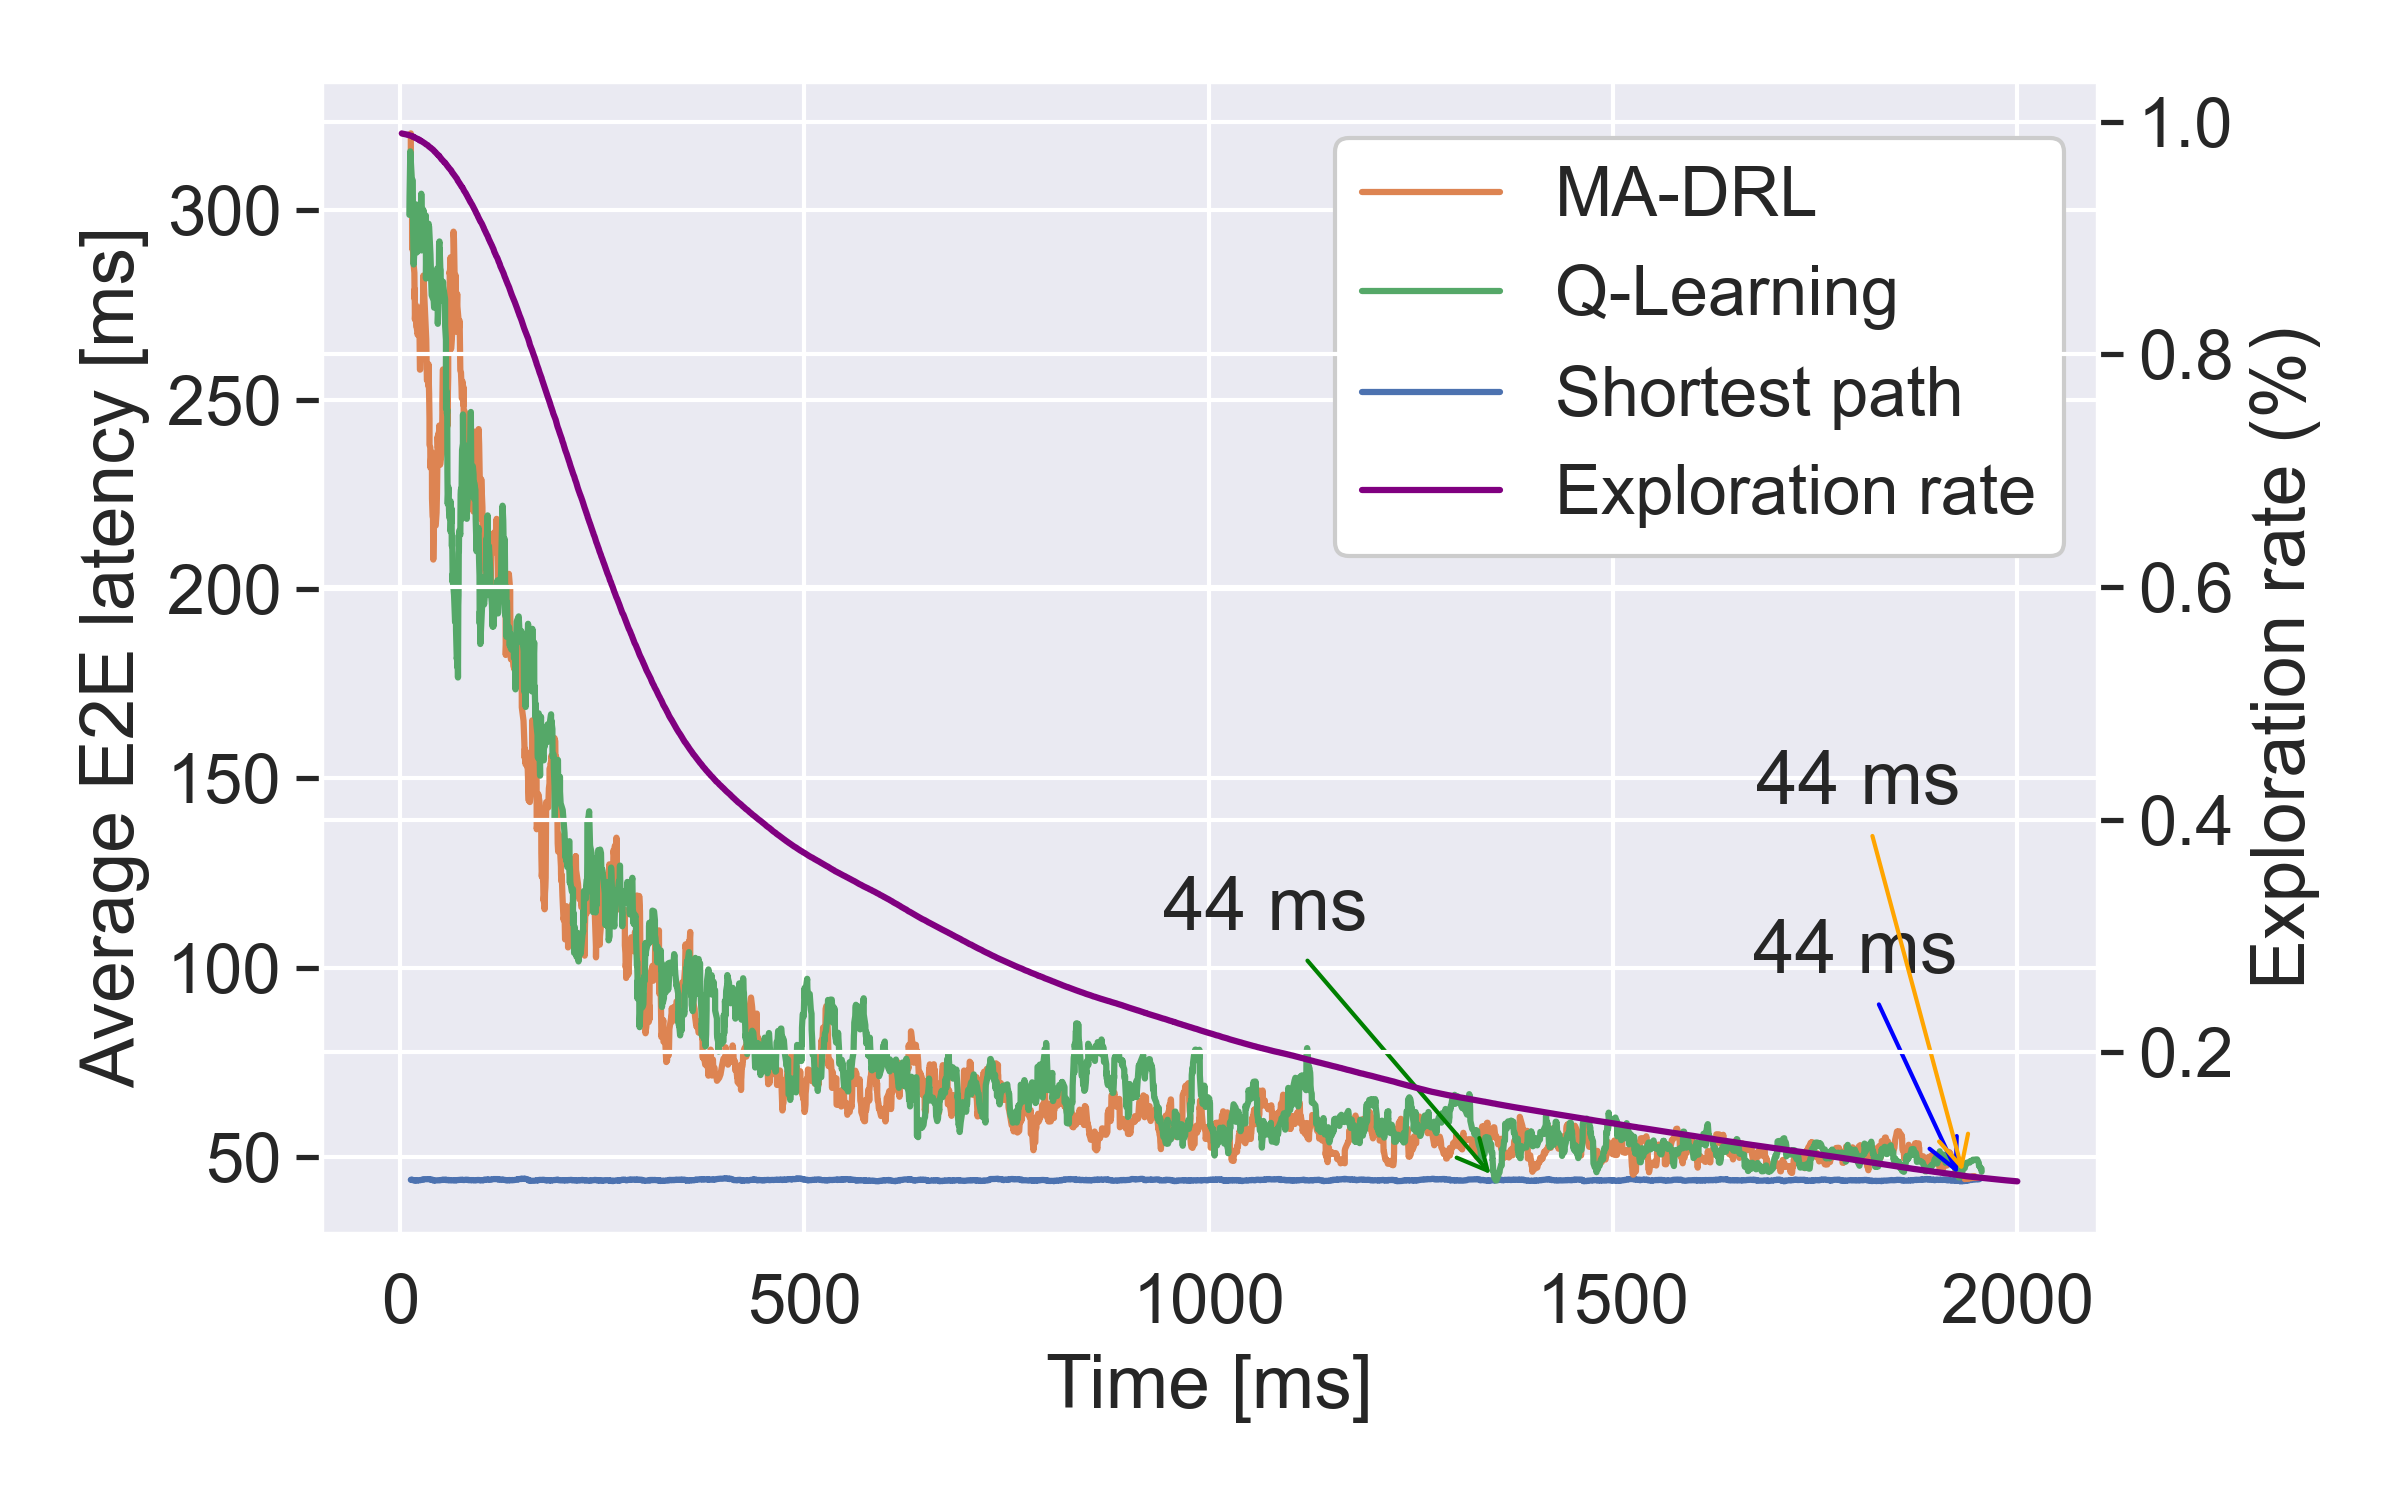 Average E2E latency [ms]
300
250
200
150
100
50
MA-DRL
Q-Learning
Shortest path
Exploration rate
44 ms
44 ms
44 ms
1.0
0.8
0.6
0.4
0.2
Exploration rate (%)
0
500
1000
1500
2000
Time [ms]